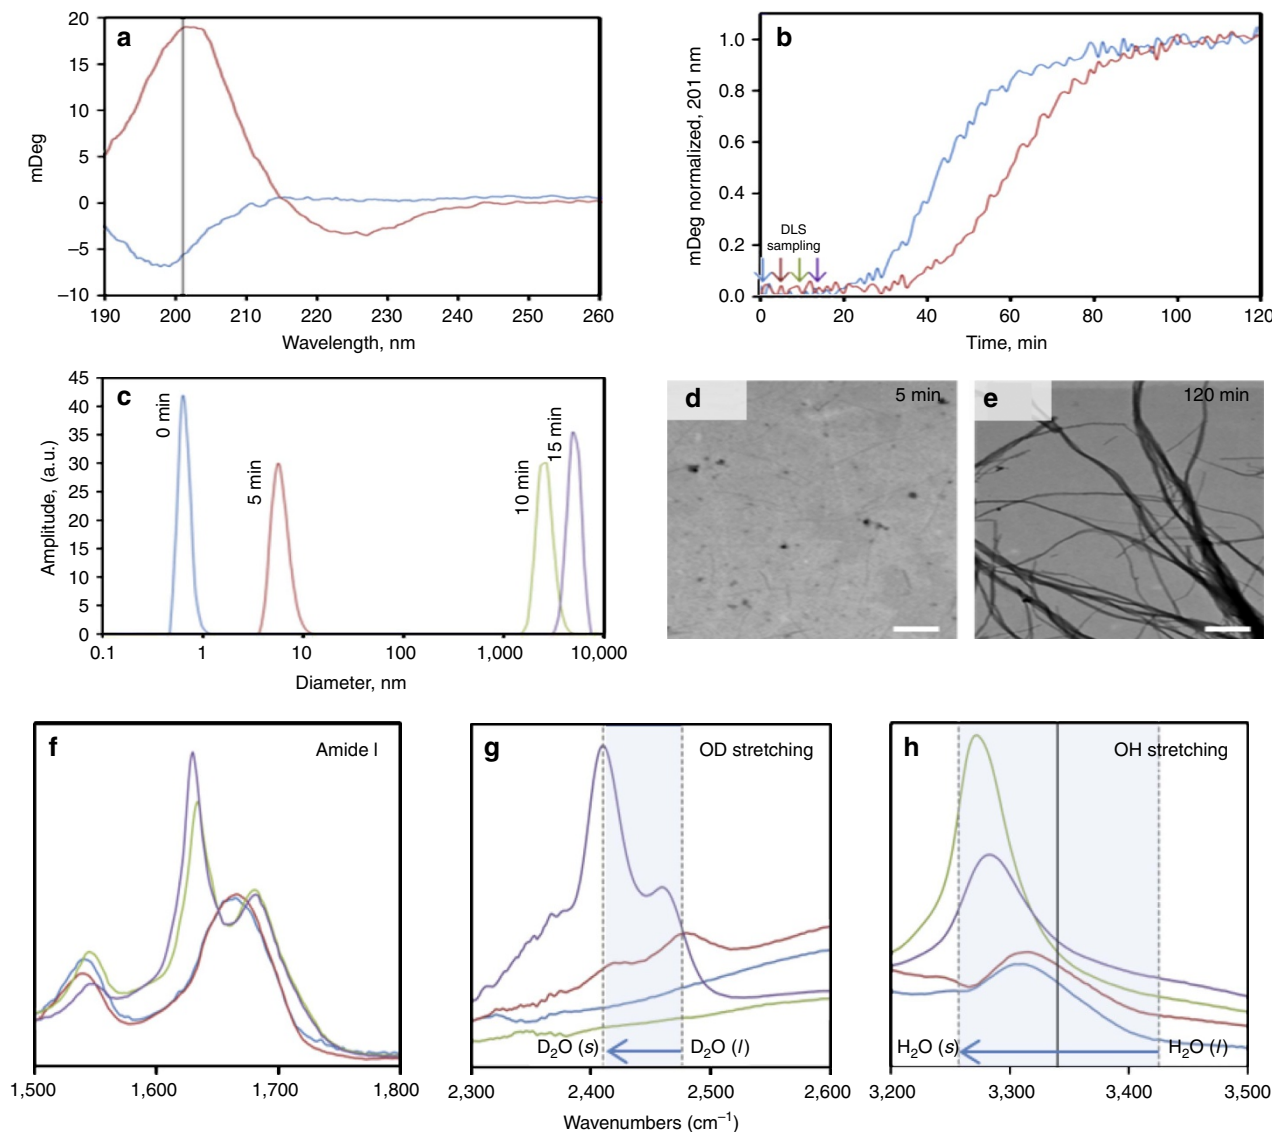 a
20
15
10
5
0
–5
–10
mDeg
190 200 210 220 230 240 250 260
Wavelength, nm
b
1.0
0.8
0.6
0.4
0.2
0.0
mDeg normalized, 201 nm
DLS
sampling
0 20 40 60 80 100 120
Time, min
c
45
40
35
30
25
20
15
10
5
0
Amplitude, (a.u.)
0 min
5 min
10 min
15 min
0.1 1 10 100 1,000 10,000
Diameter, nm
d
5 min
e
120 min
f
Amide I
1,500 1,600 1,700 1,800
g
OD stretching
D₂O (s) D₂O (l)
2,300 2,400 2,500 2,600
h
OH stretching
H₂O (s) H₂O (l)
3,200 3,300 3,400 3,500
Wavenumbers (cm⁻¹)